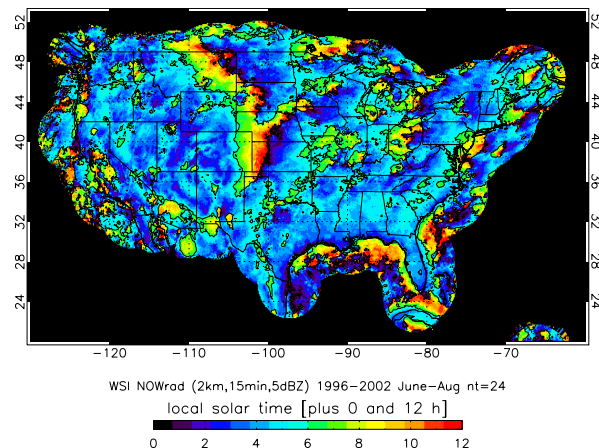 52 52
48 48
44 44
40 40
36 36
32 32
28 28
24 24
−120 −110 −100 −90 −80 −70
WSI NOWrad (2km,15min,5dBZ) 1996−2002 June−Aug nt=24
local solar time [plus 0 and 12 h]
0 2 4 6 8 10 12